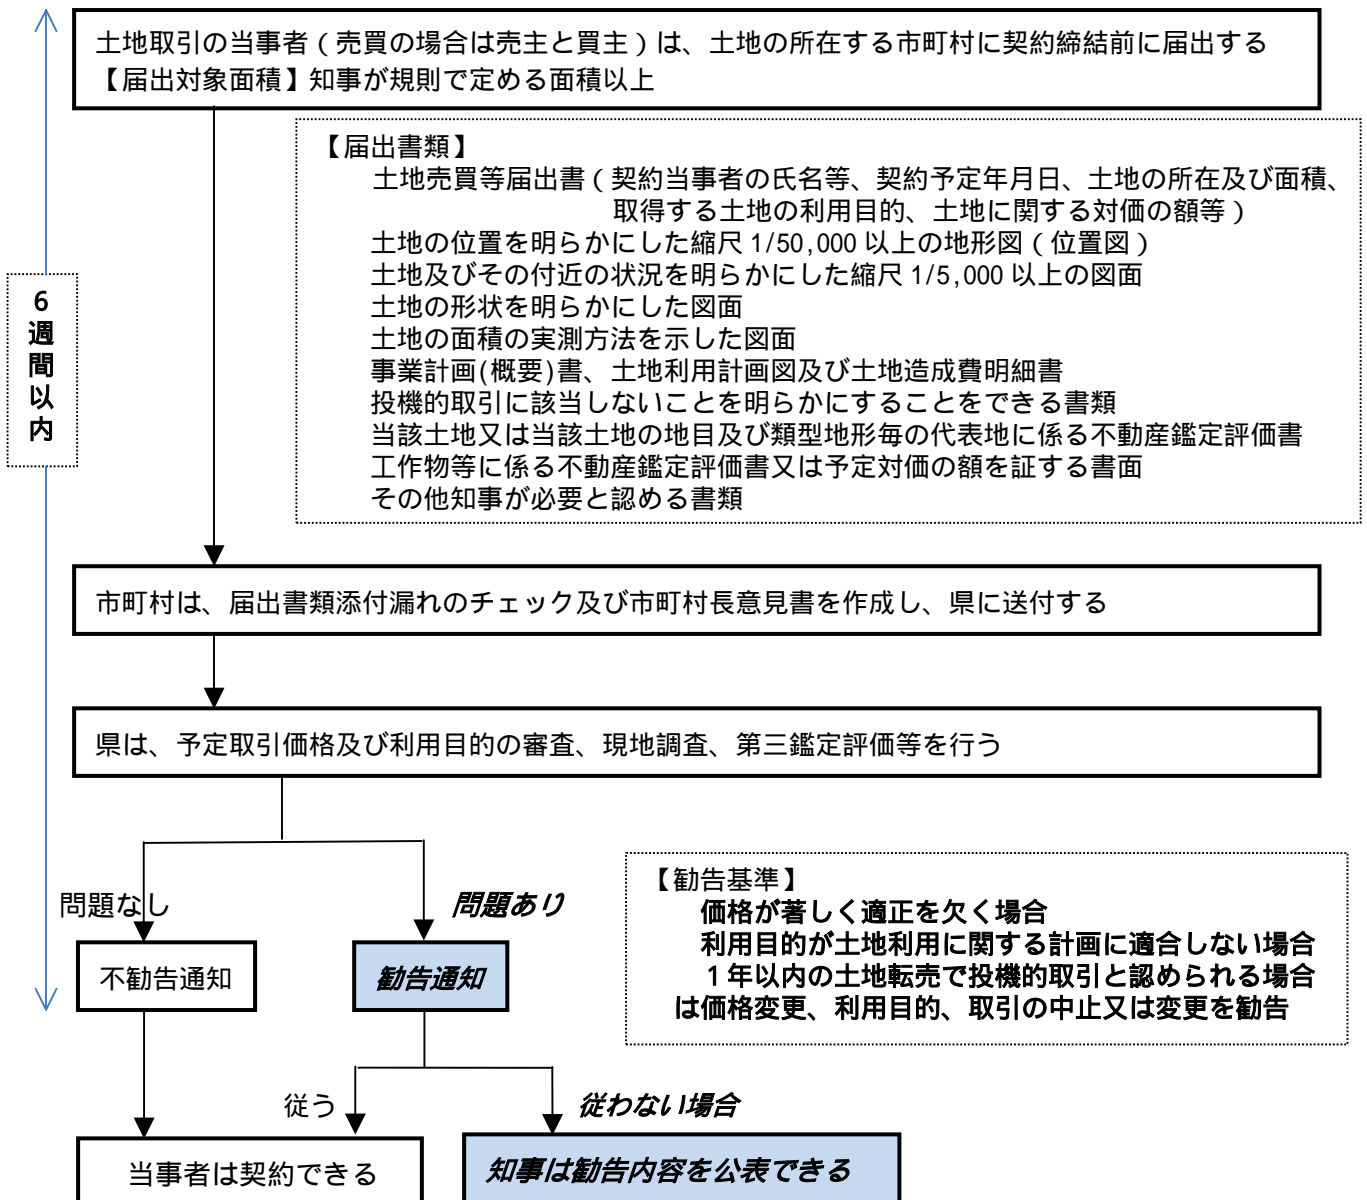 土地取引の当事者（売買の場合は売主と買主）は、土地の所在する市町村に契約締結前に届出する
【届出対象面積】知事が規則で定める面積以上
【届出書類】
土地売買等届出書（契約当事者の氏名等、契約予定年月日、土地の所在及び面積、
取得する土地の利用目的、土地に関する対価の額等）
土地の位置を明らかにした縮尺 1/50,000 以上の地形図（位置図）
土地及びその付近の状況を明らかにした縮尺 1/5,000 以上の図面
土地の形状を明らかにした図面
土地の面積の実測方法を示した図面
事業計画(概要)書、土地利用計画図及び土地造成費明細書
投機的取引に該当しないことを明らかにすることをできる書類
当該土地又は当該土地の地目及び類型地形毎の代表地に係る不動産鑑定評価書
工作物等に係る不動産鑑定評価書又は予定対価の額を証する書面
その他知事が必要と認める書類
6週間以内
市町村は、届出書類添付漏れのチェック及び市町村長意見書を作成し、県に送付する
県は、予定取引価格及び利用目的の審査、現地調査、第三鑑定評価等を行う
問題なし
問題あり
【勧告基準】
価格が著しく適正を欠く場合
利用目的が土地利用に関する計画に適合しない場合
１年以内の土地転売で投機的取引と認められる場合
は価格変更、利用目的、取引の中止又は変更を勧告
不勧告通知
勧告通知
従う
従わない場合
当事者は契約できる
知事は勧告内容を公表できる